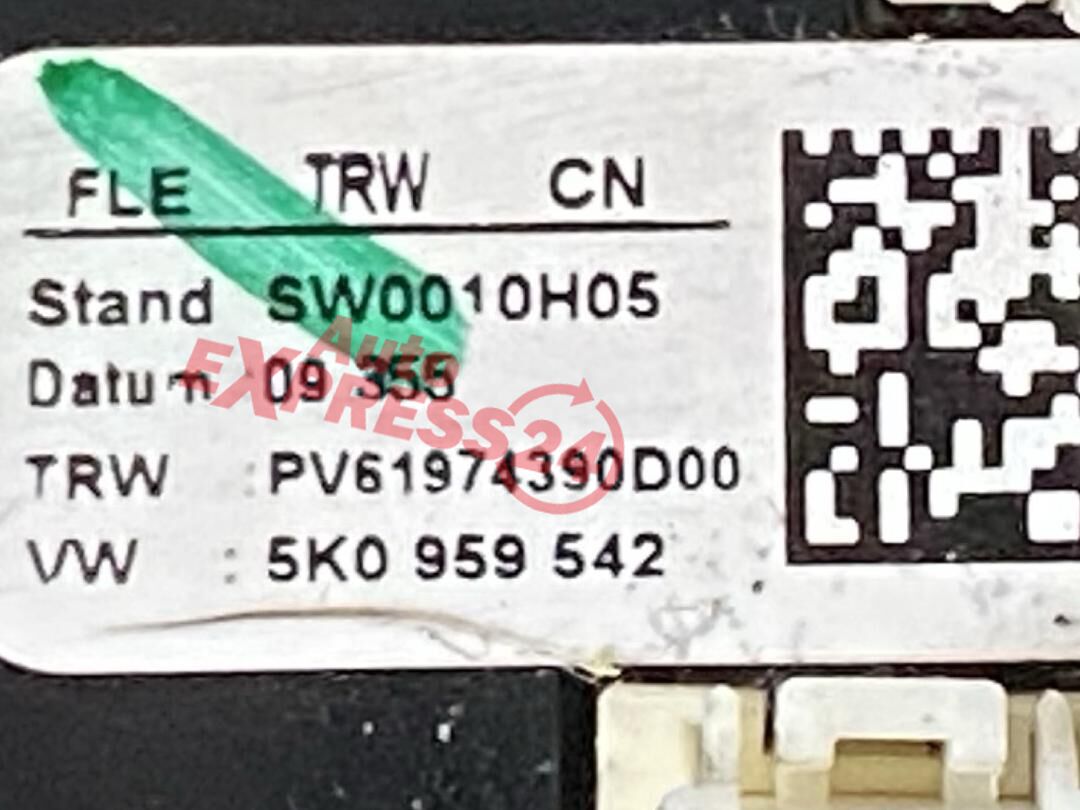 FLE TRW CN
Stand SW0010H05
Datum 09 355
TRW : PV61974390D00
VW : 5K0 959 542
Auto
EXPRESS24